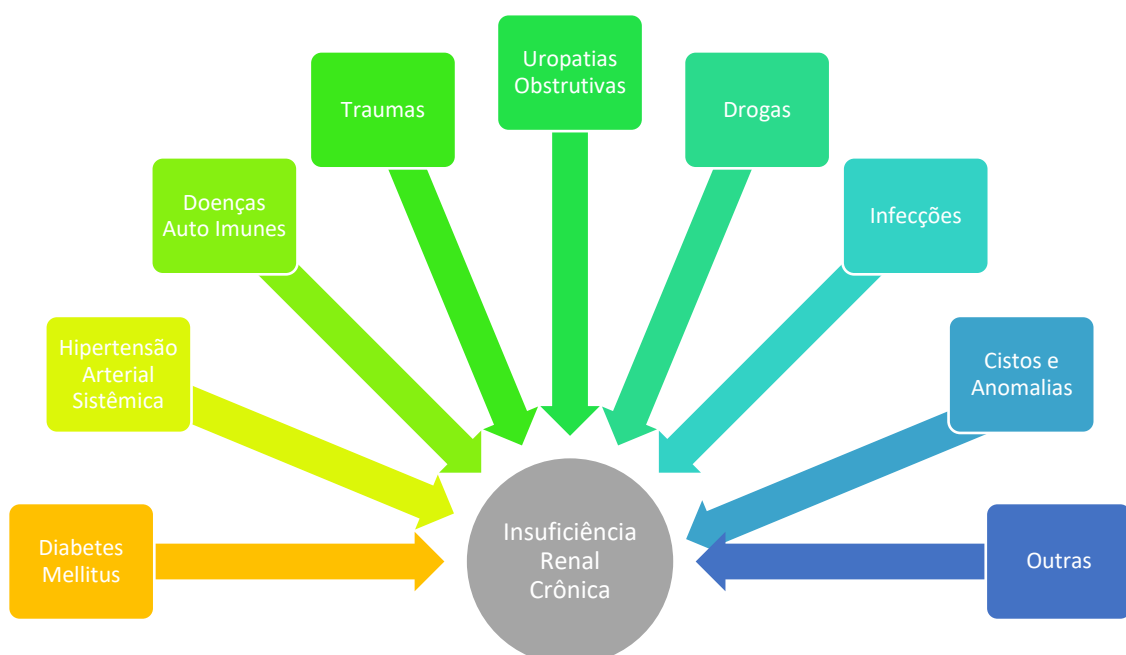 Uropatias
Obstrutivas
Traumas
Drogas
Doenças
Auto Imunes
Infecções
Hipertensão
Arterial
Sistêmica
Cistos e
Anomalias
Diabetes
Mellitus
Insuficiência
Renal
Crônica
Outras